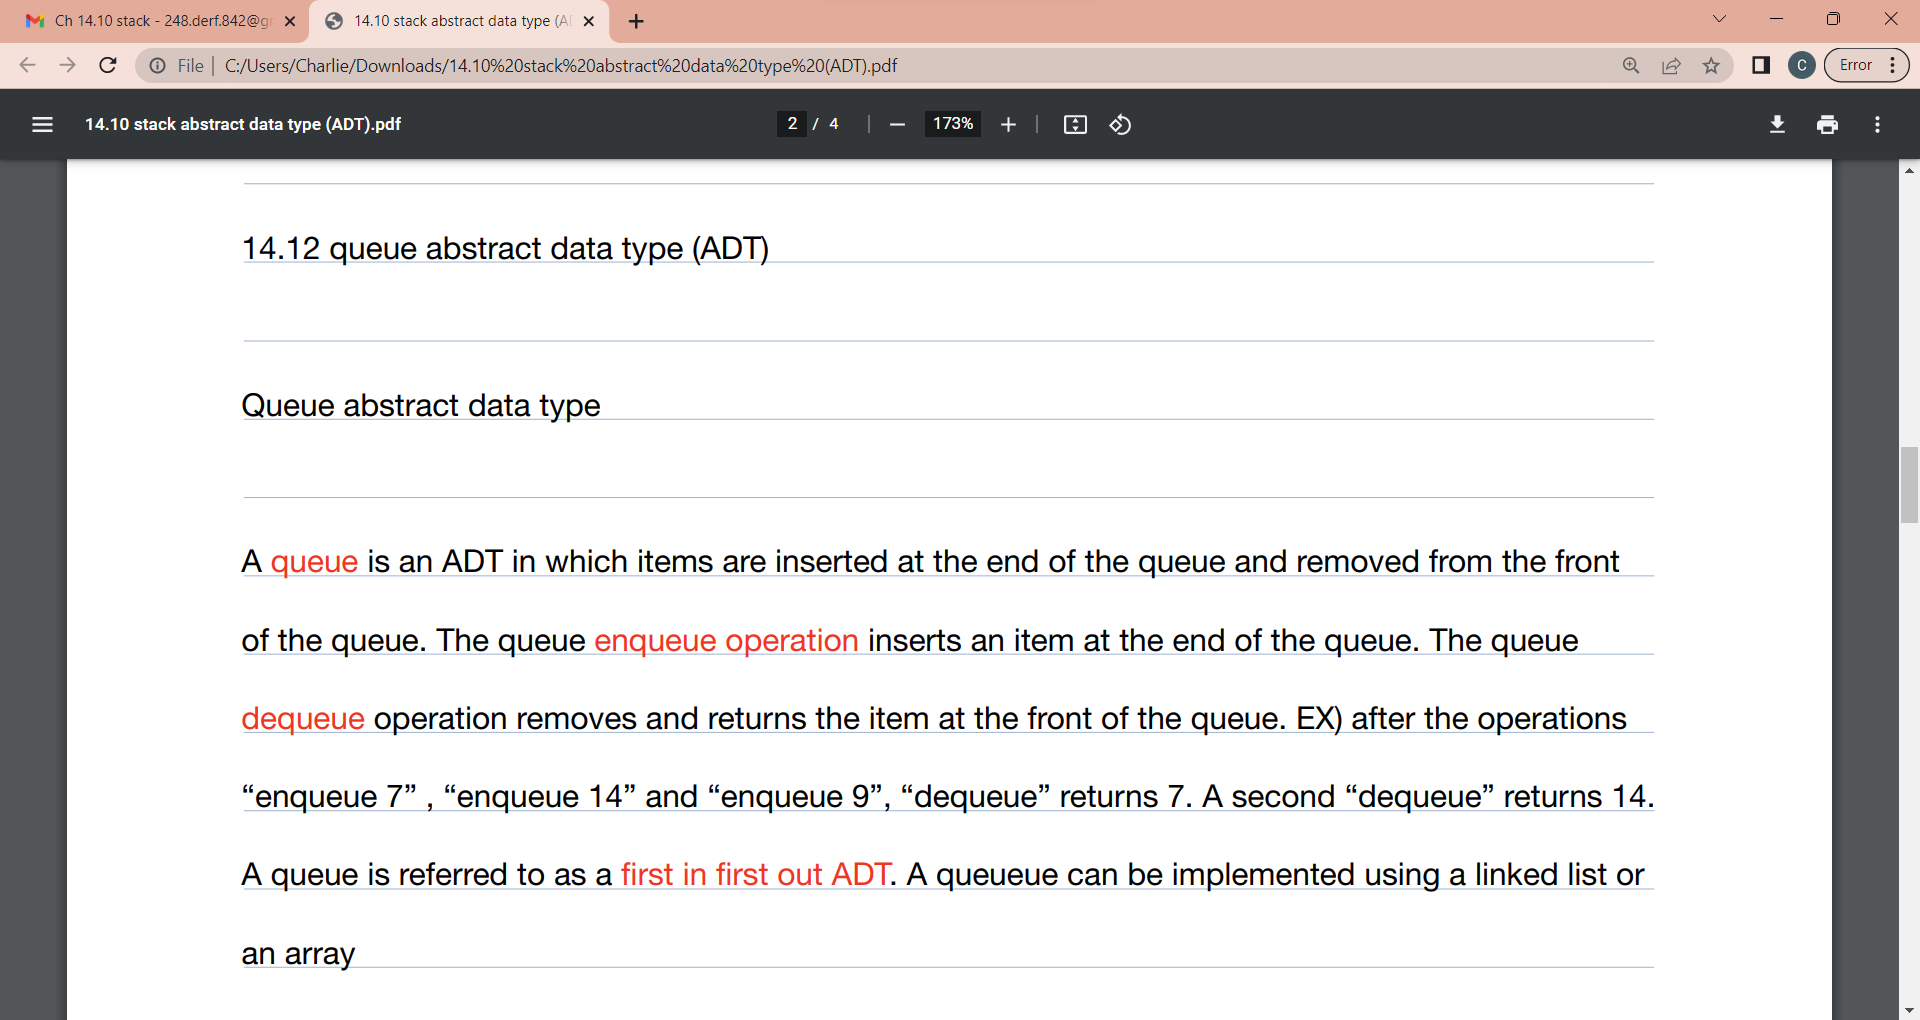 Ch 14.10 stack - 248.derf.842@g
14.10 stack abstract data type (A
File
C:/Users/Charlie/Downloads/14.10%20stack%20abstract%20data%20type%20(ADT).pdf
C
Error
14.10 stack abstract data type (ADT).pdf
2 / 4
173%
14.12 queue abstract data type (ADT)
Queue abstract data type
A queue is an ADT in which items are inserted at the end of the queue and removed from the front
of the queue. The queue enqueue operation inserts an item at the end of the queue. The queue
dequeue operation removes and returns the item at the front of the queue. EX) after the operations
“enqueue 7” , “enqueue 14” and “enqueue 9”, “dequeue” returns 7. A second “dequeue” returns 14.
A queue is referred to as a first in first out ADT. A queueue can be implemented using a linked list or
an array